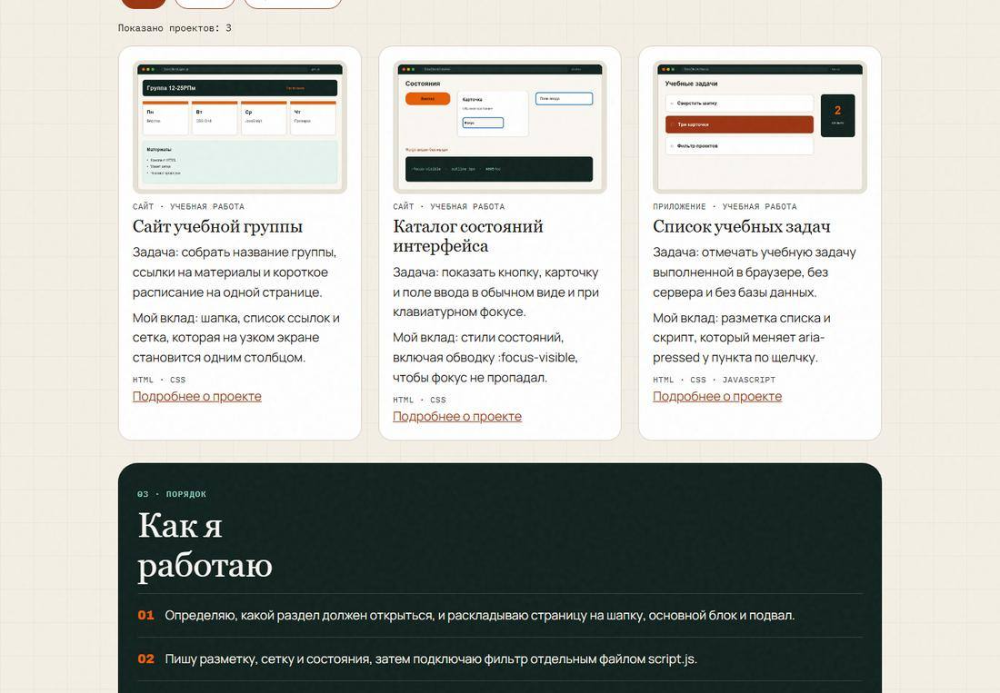 Показано проектов: 3
Группа 12-25РПм
Пн
Вт
Ср
Чт
Материалы
САЙТ · УЧЕБНАЯ РАБОТА
Сайт учебной группы
Задача: собрать название группы,
ссылки на материалы и короткое
расписание на одной странице.
Мой вклад: шапка, список ссылок и
сетка, которая на узком экране
становится одним столбцом.
HTML · CSS
Подробнее о проекте
Состояния
Карточка
Фокус
САЙТ · УЧЕБНАЯ РАБОТА
Каталог состояний
интерфейса
Задача: показать кнопку, карточку
и поле ввода в обычном виде и при
клавиатурном фокусе.
Мой вклад: стили состояний,
включая обводку :focus-visible,
чтобы фокус не пропадал.
HTML · CSS
Подробнее о проекте
Учебные задачи
Сверстать шапку
Три карточки
Фильтр проектов
2
ПРИЛОЖЕНИЕ · УЧЕБНАЯ РАБОТА
Список учебных задач
Задача: отмечать учебную задачу
выполненной в браузере, без
сервера и без базы данных.
Мой вклад: разметка списка и
скрипт, который меняет aria-
pressed у пункта по щелчку.
HTML · CSS · JAVASCRIPT
Подробнее о проекте
03 · ПОРЯДОК
Как я
работаю
01 Определяю, какой раздел должен открыться, и раскладываю страницу на шапку, основной блок и подвал.
02 Пишу разметку, сетку и состояния, затем подключаю фильтр отдельным файлом script.js.